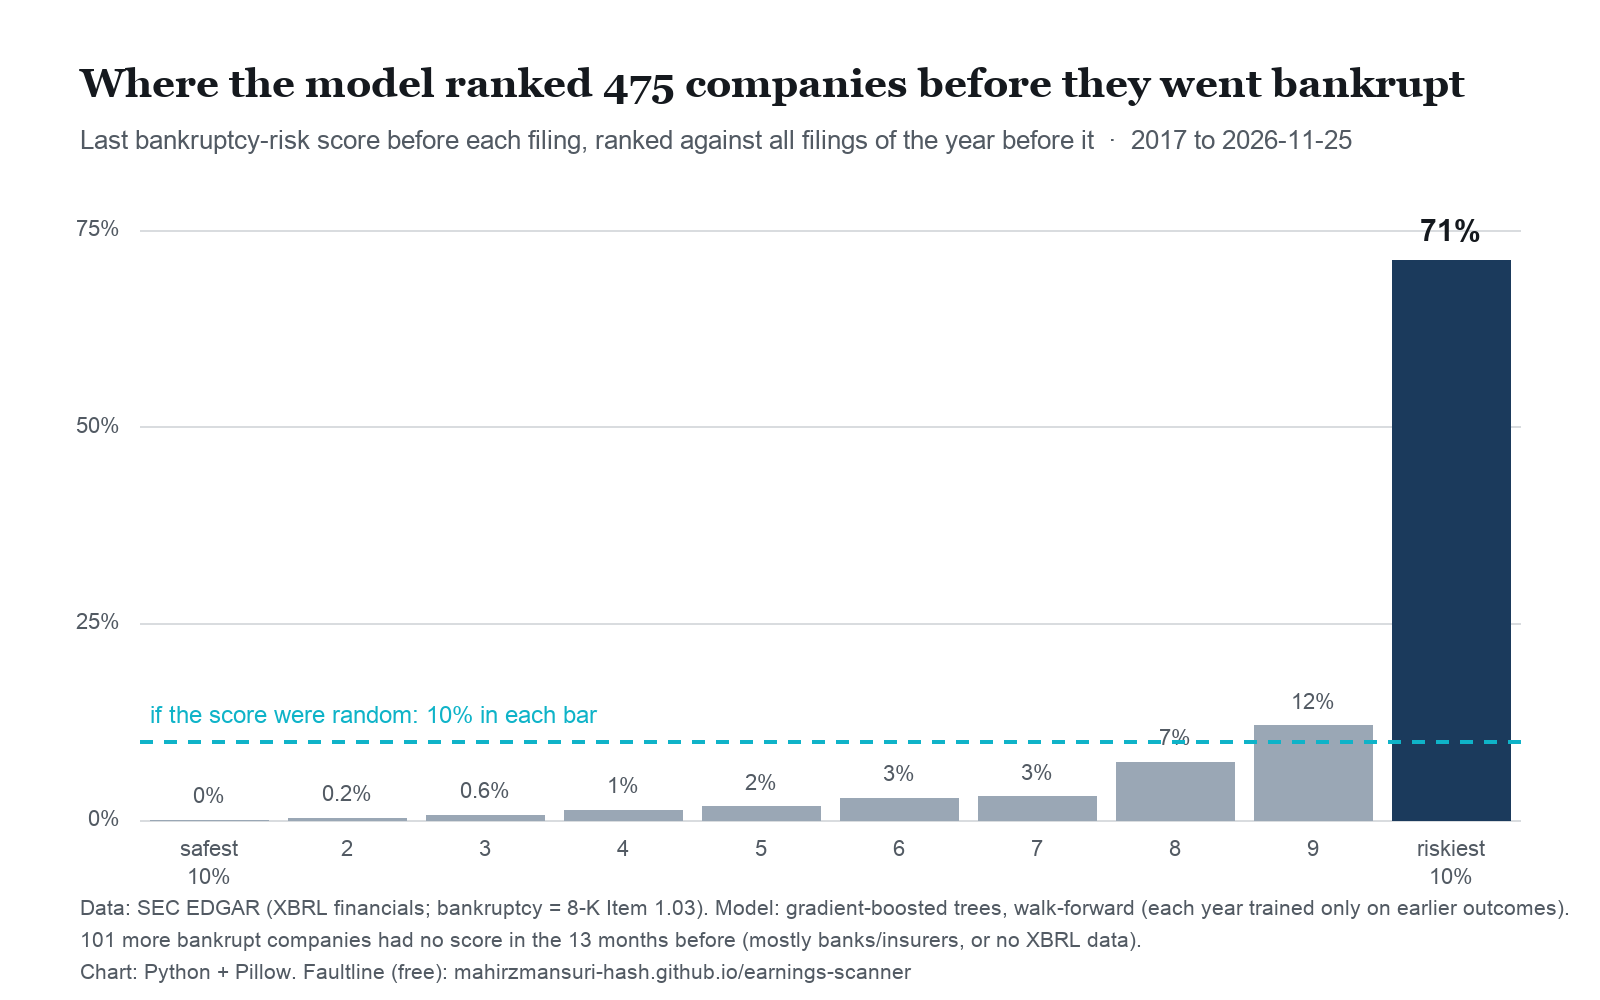 Where the model ranked 475 companies before they went bankrupt
Last bankruptcy-risk score before each filing, ranked against all filings of the year before it · 2017 to 2026-11-25
75%
71%
50%
25%
if the score were random: 10% in each bar
12%
7%
0%
0.2%
0.6%
1%
2%
3%
3%
0%
safest 2 3 4 5 6 7 8 9 riskiest
10% 10%
Data: SEC EDGAR (XBRL financials; bankruptcy = 8-K Item 1.03). Model: gradient-boosted trees, walk-forward (each year trained only on earlier outcomes).
101 more bankrupt companies had no score in the 13 months before (mostly banks/insurers, or no XBRL data).
Chart: Python + Pillow. Faultline (free): mahirzmansuri-hash.github.io/earnings-scanner